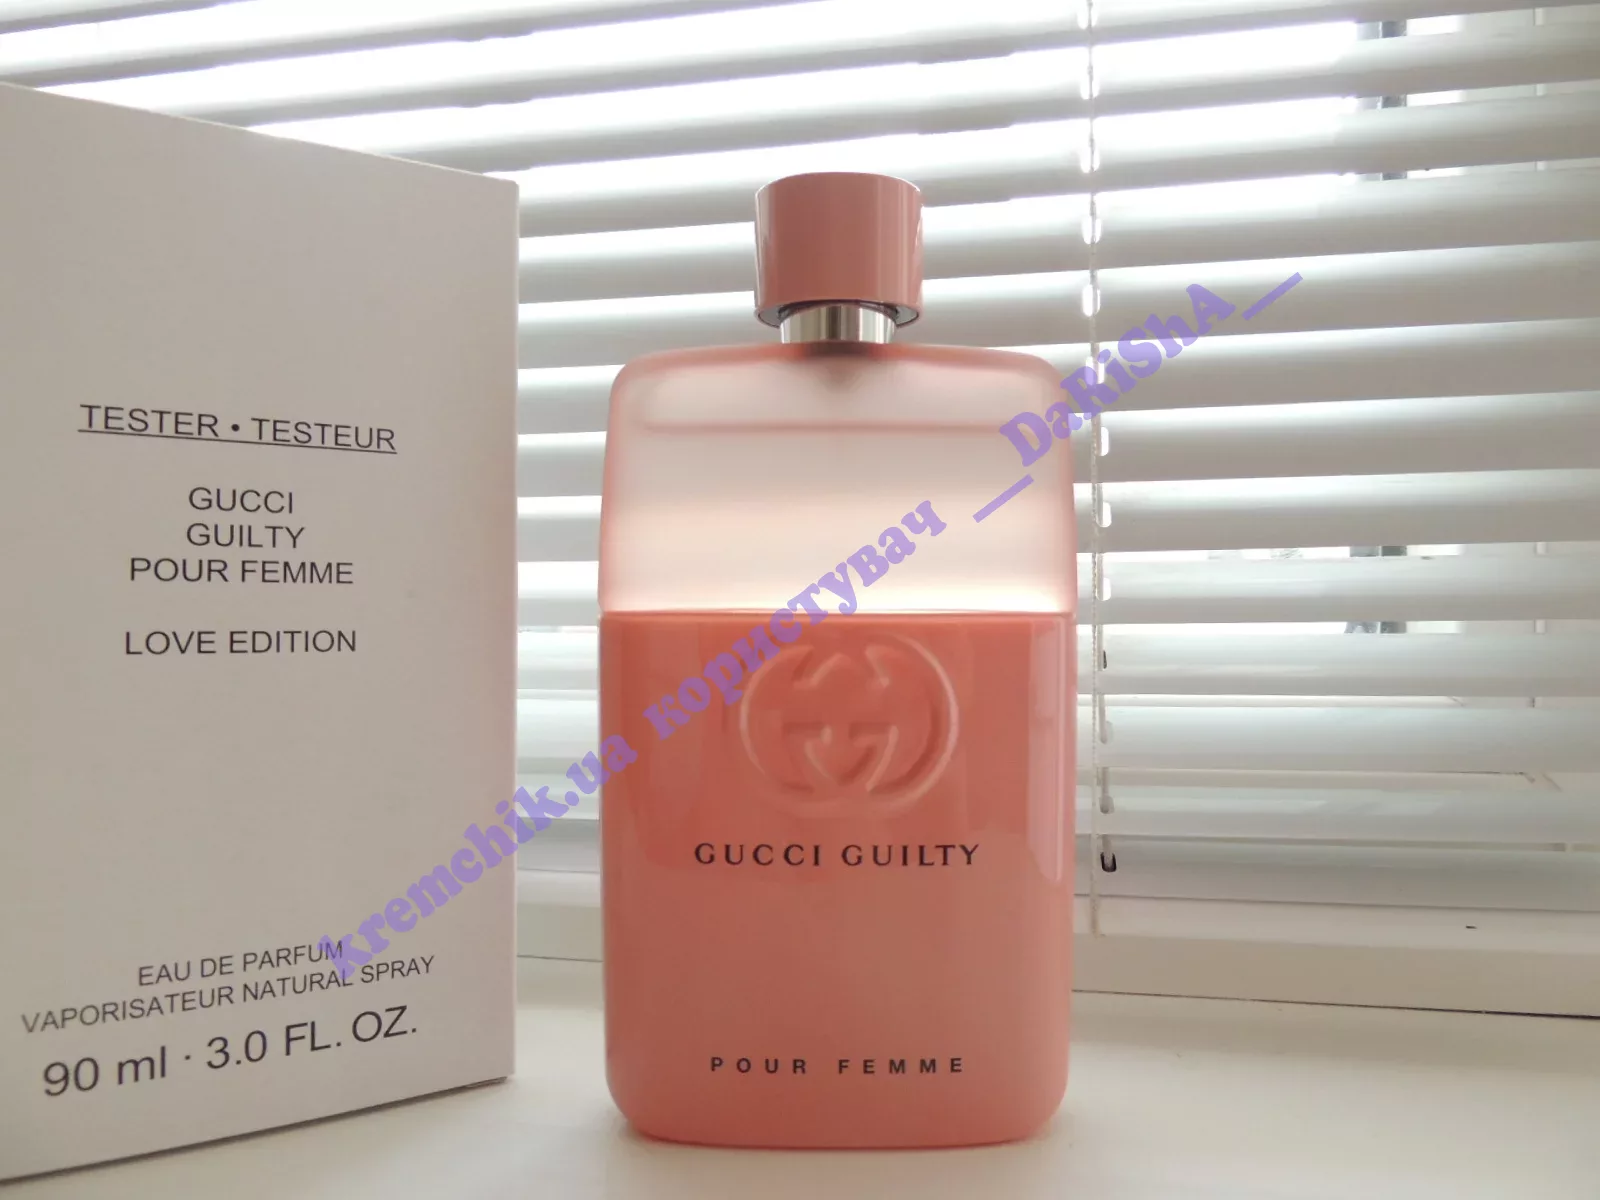 TESTER • TESTEUR
GUCCI
GUILTY
POUR FEMME
LOVE EDITION
EAU DE PARFUM
VAPORISATEUR NATURAL SPRAY
90 ml · 3.0 FL. OZ.
GUCCI GUILTY
POUR FEMME
kremchik.ua користувач __DaRiShA__